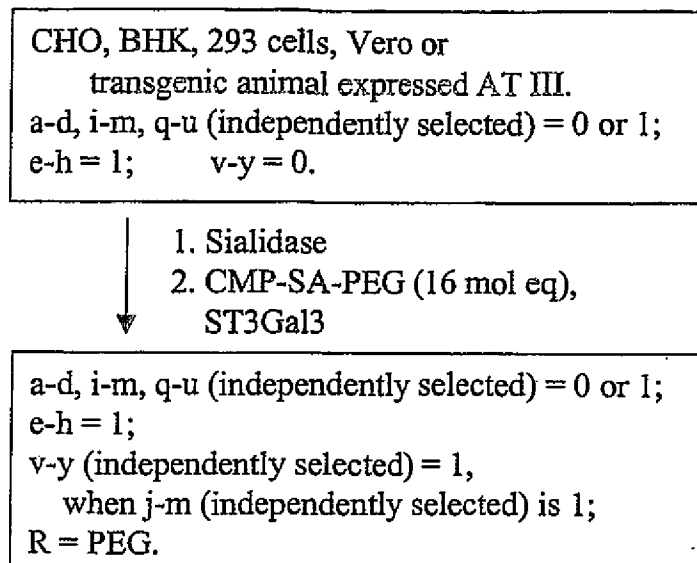 CHO, BHK, 293 cells, Vero or
transgenic animal expressed AT III.
a-d, i-m, q-u (independently selected) = 0 or 1;
e-h = 1; v-y = 0.
1. Sialidase
2. CMP-SA-PEG (16 mol eq),
ST3Gal3
a-d, i-m, q-u (independently selected) = 0 or 1;
e-h = 1;
v-y (independently selected) = 1,
when j-m (independently selected) is 1;
R = PEG.